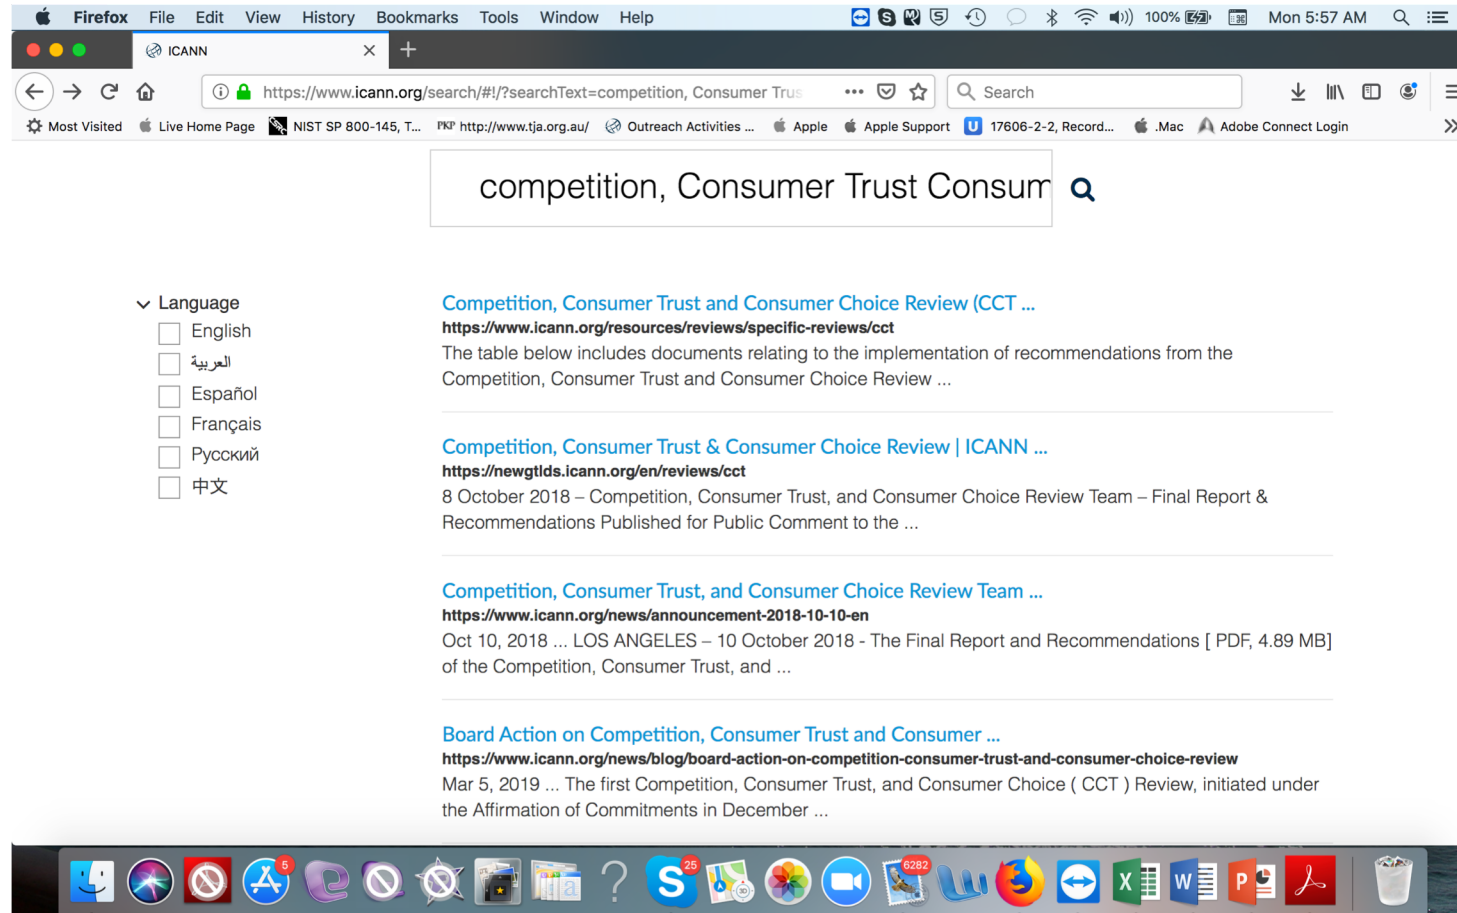 Firefox File Edit View History Bookmarks Tools Window Help 100% Mon 5:57 AM
ICANN
https://www.icann.org/search/#!/?searchText=competition, Consumer Trus
Search
Most Visited Live Home Page NIST SP 800-145, T... PKP http://www.tja.org.au/ Outreach Activities ... Apple Apple Support U 17606-2-2, Record... .Mac Adobe Connect Login
competition, Consumer Trust Consum
Language
English
العربية
Español
Français
Русский
中文
Competition, Consumer Trust and Consumer Choice Review (CCT ...
https://www.icann.org/resources/reviews/specific-reviews/cct
The table below includes documents relating to the implementation of recommendations from the
Competition, Consumer Trust and Consumer Choice Review ...
Competition, Consumer Trust & Consumer Choice Review | ICANN ...
https://newgtlds.icann.org/en/reviews/cct
8 October 2018 – Competition, Consumer Trust, and Consumer Choice Review Team – Final Report &
Recommendations Published for Public Comment to the ...
Competition, Consumer Trust, and Consumer Choice Review Team ...
https://www.icann.org/news/announcement-2018-10-10-en
Oct 10, 2018 ... LOS ANGELES – 10 October 2018 - The Final Report and Recommendations [ PDF, 4.89 MB]
of the Competition, Consumer Trust, and ...
Board Action on Competition, Consumer Trust and Consumer ...
https://www.icann.org/news/blog/board-action-on-competition-consumer-trust-and-consumer-choice-review
Mar 5, 2019 ... The first Competition, Consumer Trust, and Consumer Choice ( CCT ) Review, initiated under
the Affirmation of Commitments in December ...
5 25 6282